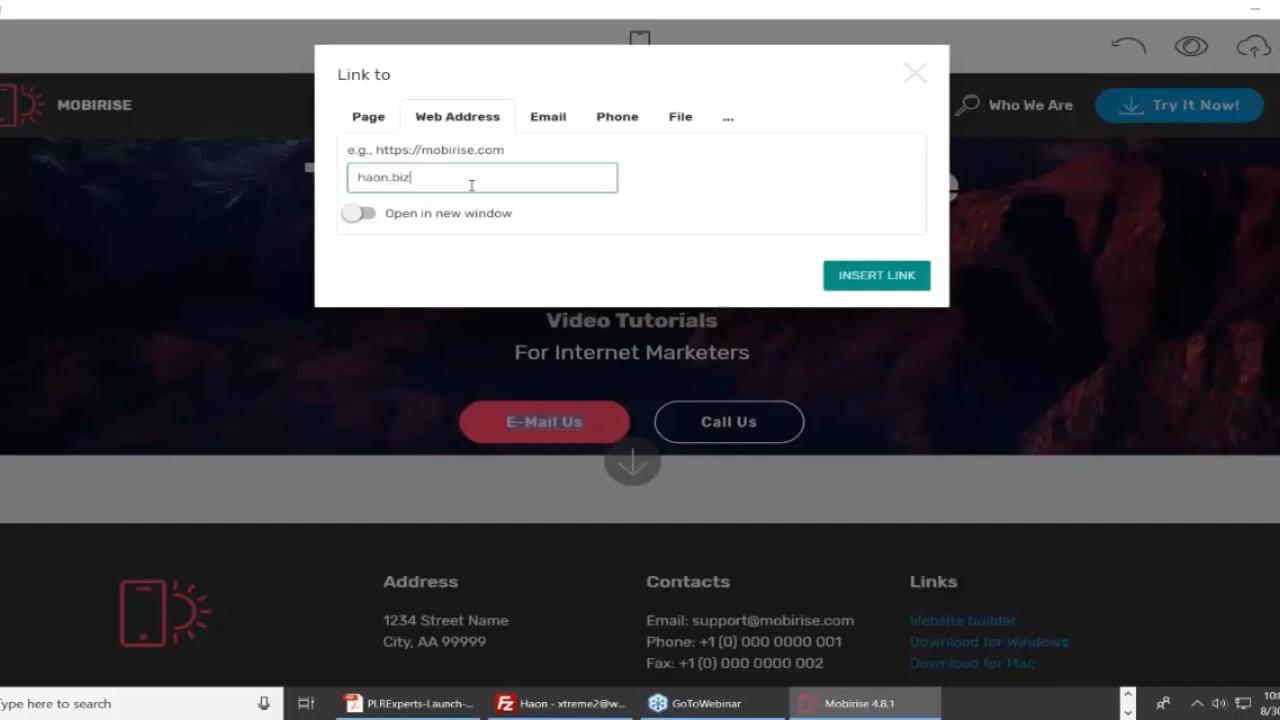 Link to
Page Web Address Email Phone File ...
e.g., https://mobirise.com
haon.biz
Open in new window
INSERT LINK
MOBIRISE
Who We Are
Try It Now!
Video Tutorials
For Internet Marketers
E-Mail Us
Call Us
Address
1234 Street Name
City, AA 99999
Contacts
Email: support@mobirise.com
Phone: +1 (0) 000 0000 001
Fax: +1 (0) 000 0000 002
Links
Website builder
Download for Windows
Download for Mac
Type here to search
PLRExperts-Launch-...
Haon - xtreme2@w...
GoToWebinar
Mobirise 4.8.1